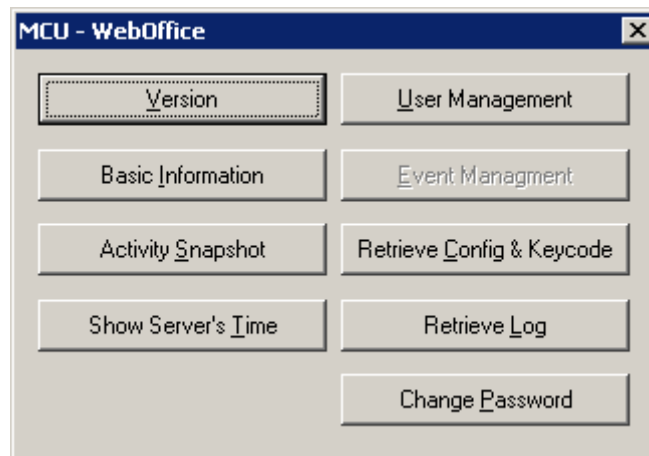 MCU - WebOffice
Version
User Management
Basic Information
Event Managment
Activity Snapshot
Retrieve Config & Keycode
Show Server's Time
Retrieve Log
Change Password